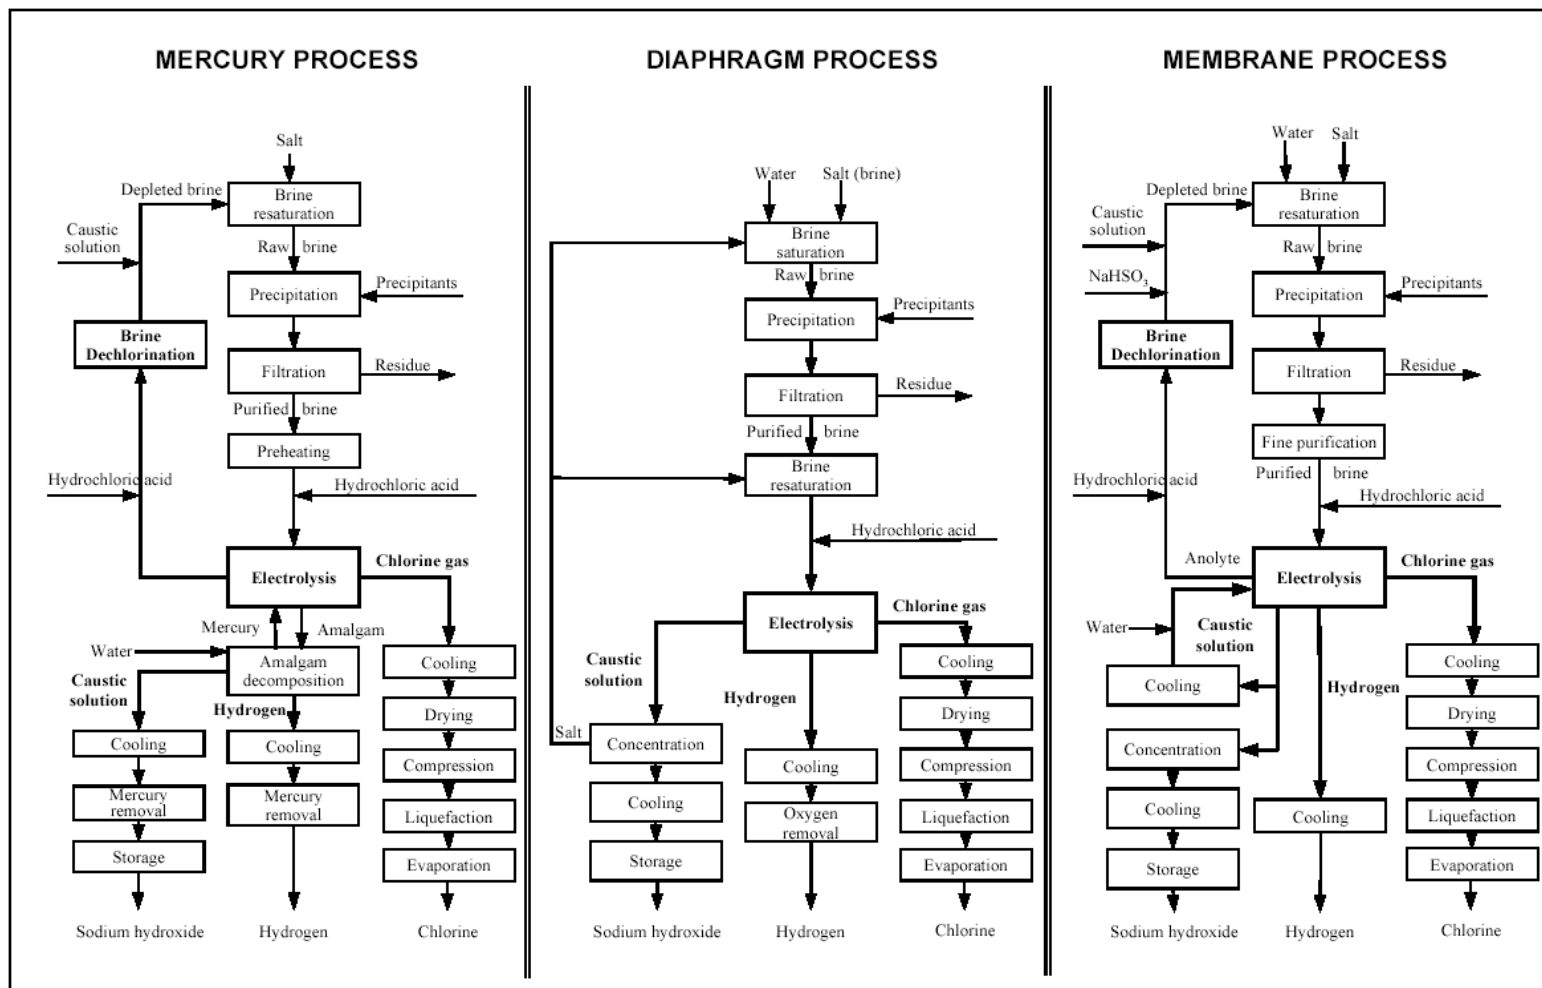 MERCURY PROCESS
Salt
Depleted brine
Brine
resaturation
Caustic
solution
Raw brine
Precipitation
Precipitants
Brine
Dechlorination
Filtration
Residue
Purified brine
Preheating
Hydrochloric acid
Hydrochloric acid
Electrolysis
Chlorine gas
Mercury
Amalgam
Water
Amalgam
decomposition
Caustic
solution
Hydrogen
Cooling
Cooling
Cooling
Drying
Mercury
removal
Mercury
removal
Compression
Liquefaction
Storage
Evaporation
Sodium hydroxide
Hydrogen
Chlorine
DIAPHRAGM PROCESS
Water
Salt (brine)
Brine
saturation
Raw brine
Precipitation
Precipitants
Filtration
Residue
Purified brine
Brine
resaturation
Hydrochloric acid
Electrolysis
Chlorine gas
Caustic
solution
Hydrogen
Cooling
Drying
Salt
Concentration
Cooling
Compression
Cooling
Oxygen
removal
Liquefaction
Storage
Evaporation
Sodium hydroxide
Hydrogen
Chlorine
MEMBRANE PROCESS
Water
Salt
Depleted brine
Brine
resaturation
Caustic
solution
Raw brine
NaHSO3
Precipitation
Precipitants
Brine
Dechlorination
Filtration
Residue
Fine purification
Purified brine
Hydrochloric acid
Hydrochloric acid
Anolyte
Electrolysis
Chlorine gas
Water
Caustic
solution
Cooling
Hydrogen
Cooling
Drying
Concentration
Compression
Cooling
Cooling
Liquefaction
Storage
Evaporation
Sodium hydroxide
Hydrogen
Chlorine